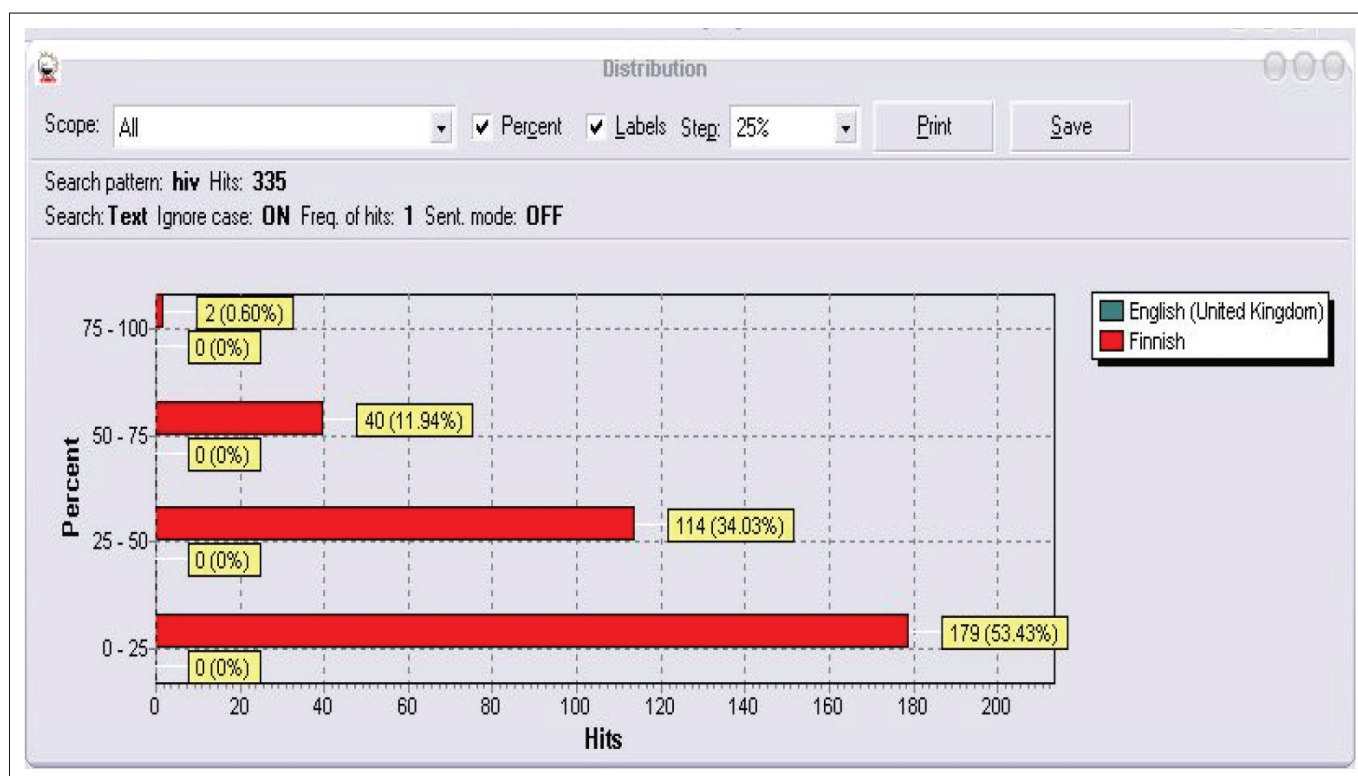 Distribution
Scope: All Percent Labels Step: 25% Print Save
Search pattern: hiv Hits: 335
Search: Text Ignore case: ON Freq. of hits: 1 Sent. mode: OFF
English (United Kingdom)
Finnish
Percent
75 - 100
2 (0.60%)
0 (0%)
50 - 75
40 (11.94%)
0 (0%)
25 - 50
114 (34.03%)
0 (0%)
0 - 25
179 (53.43%)
0 (0%)
0 20 40 60 80 100 120 140 160 180 200
Hits